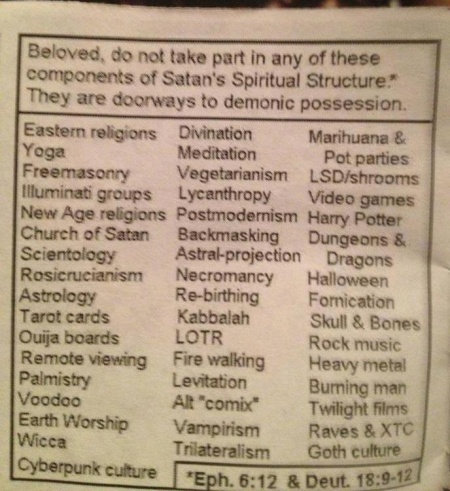 Beloved, do not take part in any of these
components of Satan's Spiritual Structure.*
They are doorways to demonic possession.
Eastern religions
Yoga
Freemasonry
Illuminati groups
New Age religions
Church of Satan
Scientology
Rosicrucianism
Astrology
Tarot cards
Ouija boards
Remote viewing
Palmistry
Voodoo
Earth Worship
Wicca
Cyberpunk culture
Divination
Meditation
Vegetarianism
Lycanthropy
Postmodernism
Backmasking
Astral-projection
Necromancy
Re-birthing
Kabbalah
LOTR
Fire walking
Levitation
Alt "comix"
Vampirism
Trilateralism
Marihuana &
Pot parties
LSD/shrooms
Video games
Harry Potter
Dungeons &
Dragons
Halloween
Fornication
Skull & Bones
Rock music
Heavy metal
Burning man
Twilight films
Raves & XTC
Goth culture
*Eph. 6:12 & Deut. 18:9-12